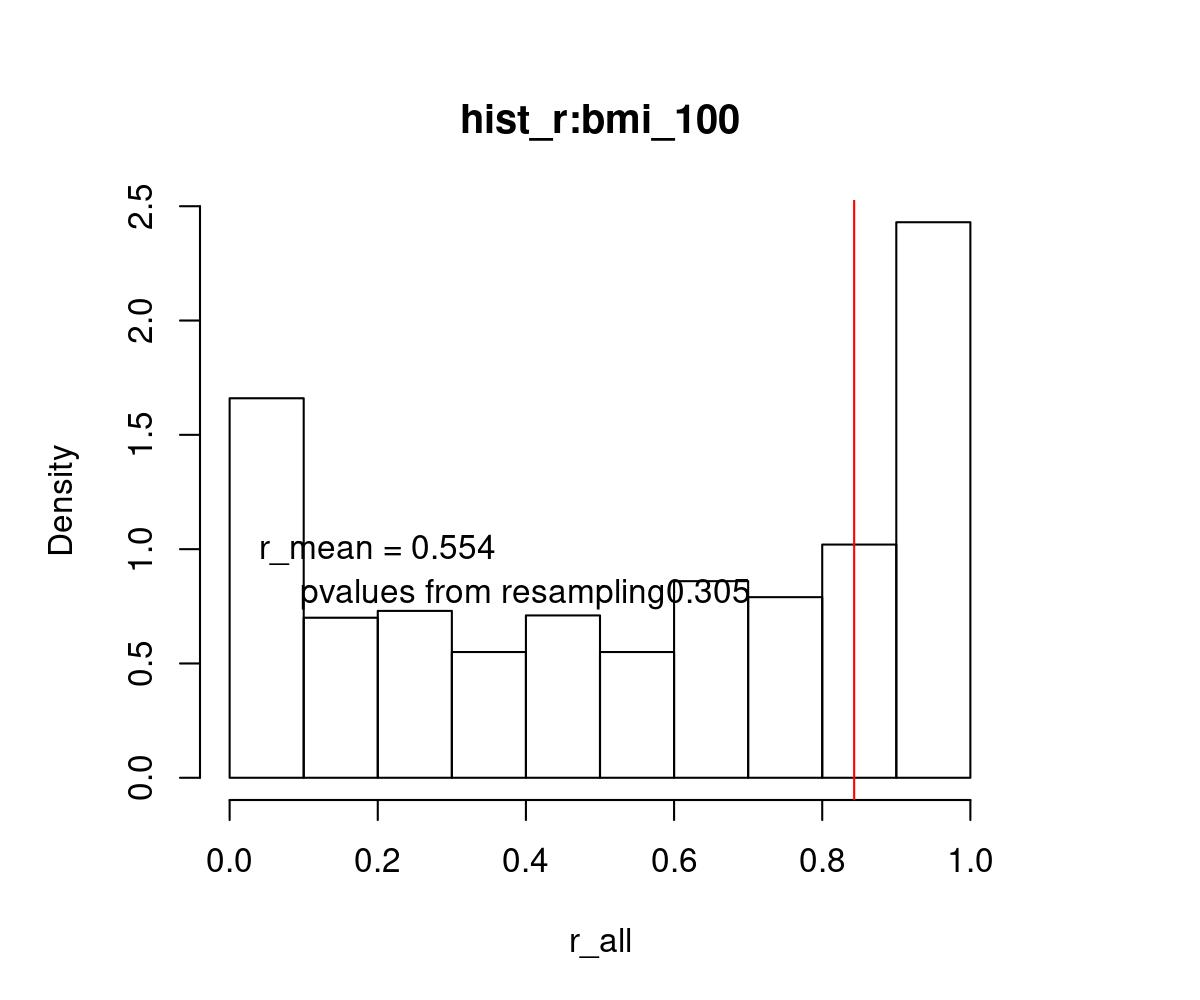 hist_r:bmi_100
2.5
2.0
1.5
1.0
0.5
0.0
Density
r_mean = 0.554
pvalues from resampling0.305
0.0 0.2 0.4 0.6 0.8 1.0
r_all